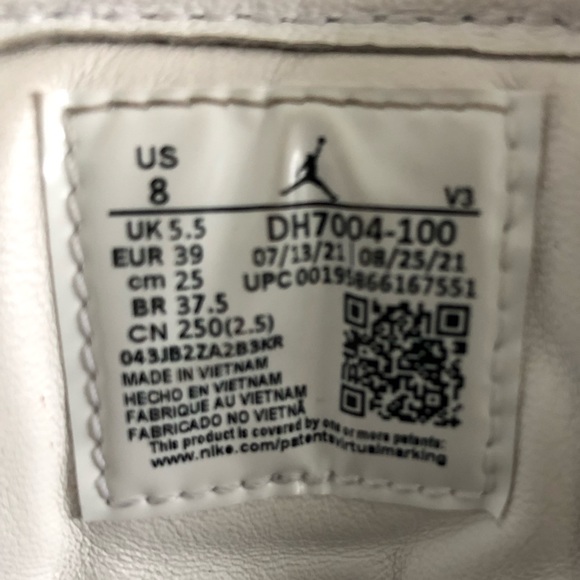 US
8
V3
UK 5.5
DH7004-100
EUR 39
07/13/21 08/25/21
cm 25
UPC 00195866167551
BR 37.5
CN 250(2.5)
043JB2ZA2B3KR
MADE IN VIETNAM
HECHO EN VIETNAM
FABRIQUE AU VIETNAM
FABRICADO NO VIETNÃ
This product is covered by one or more patents:
www.nike.com/patentsvirtualmarking